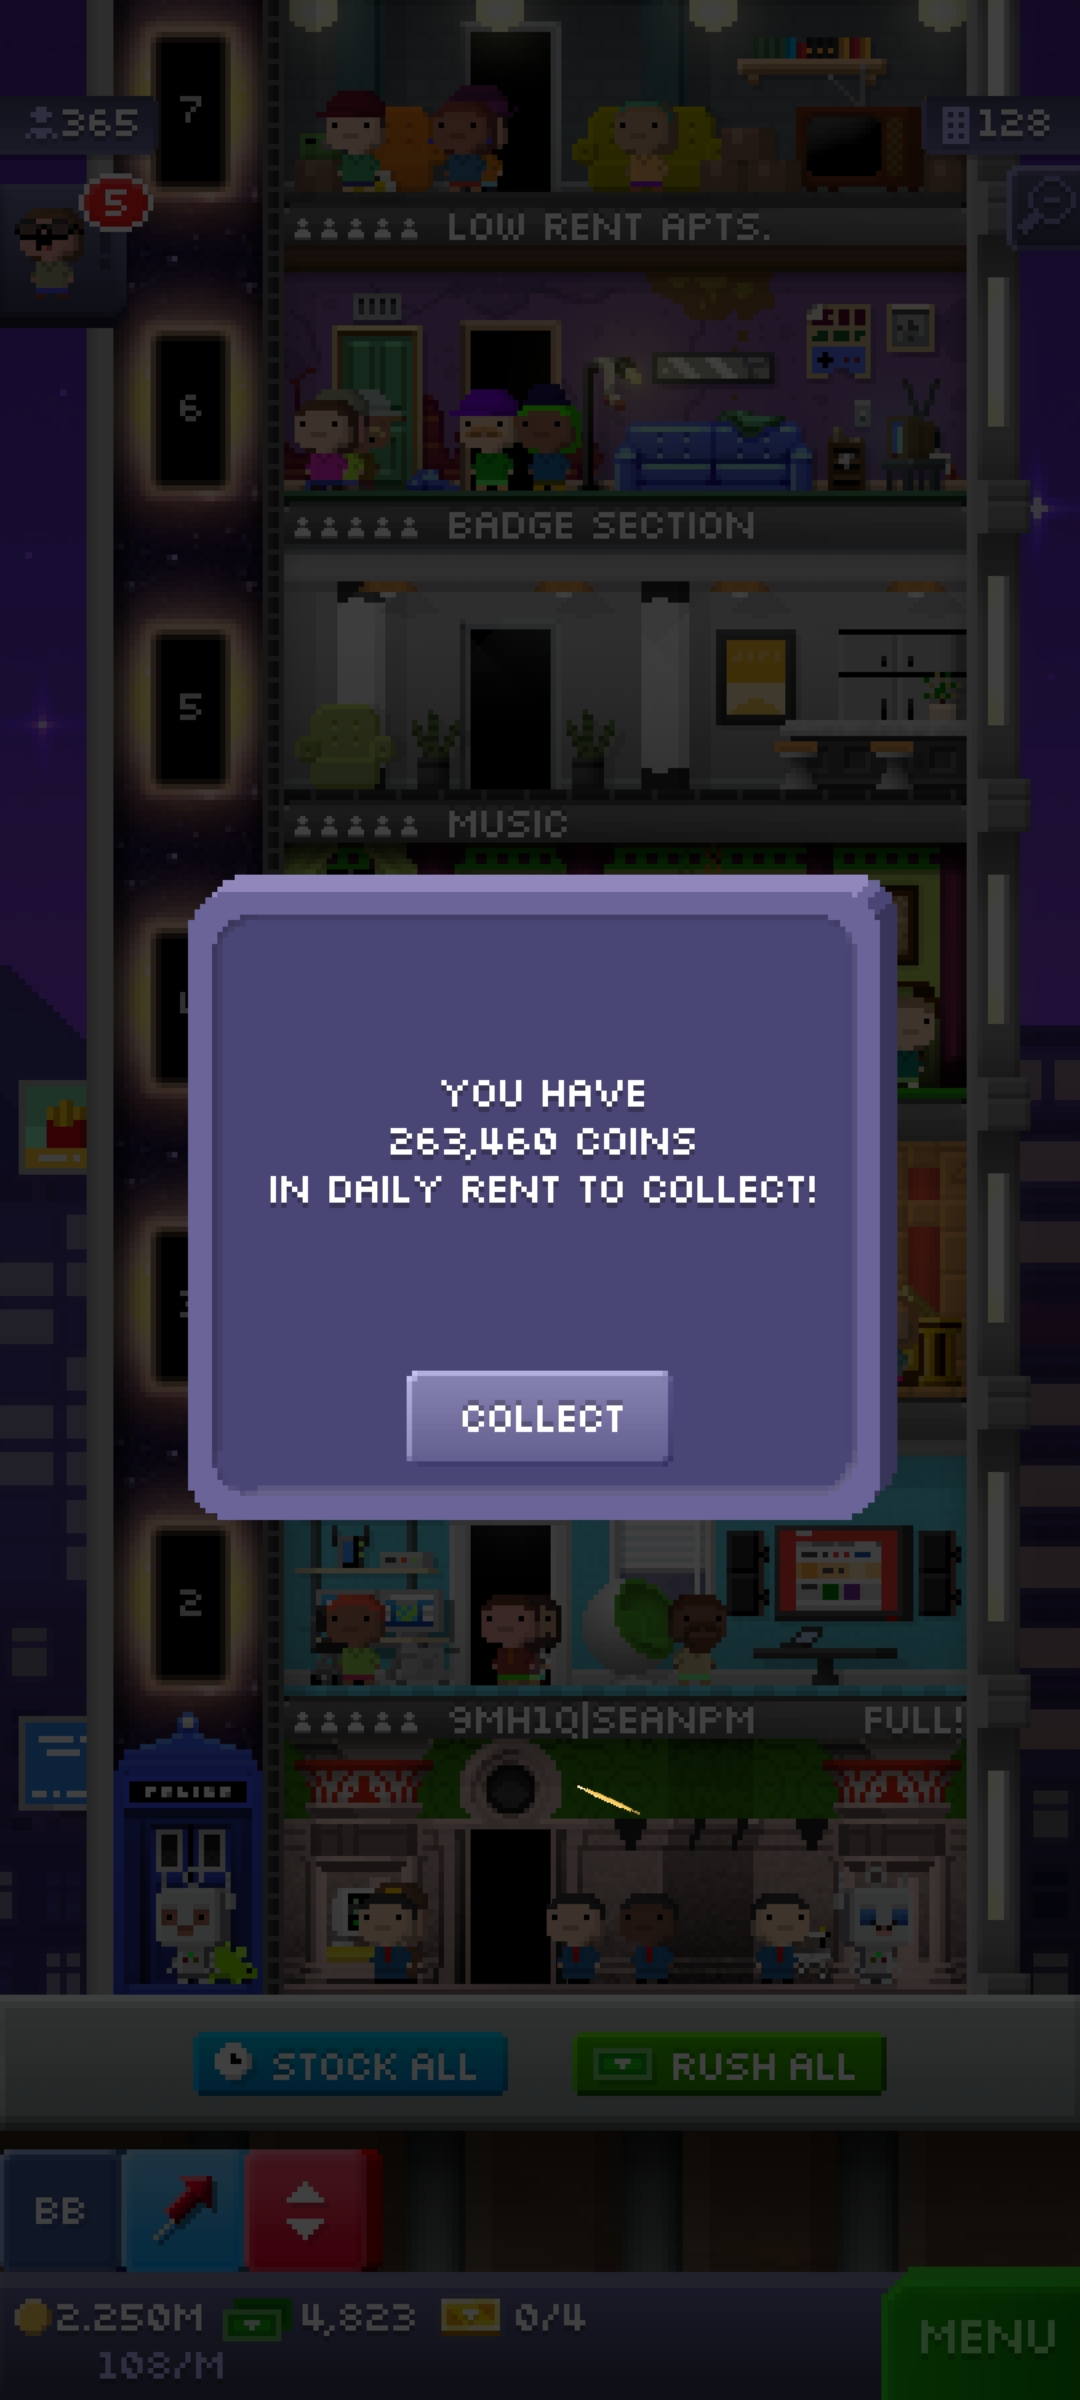 7
365
128
5
LOW RENT APTS.
6
BADGE SECTION
5
MUSIC
YOU HAVE
263,460 COINS
IN DAILY RENT TO COLLECT!
COLLECT
2
9MH1Q|SEANPM FULL!
POLICE
STOCK ALL
RUSH ALL
BB
2.250M 4,823 0/4
108/M
MENU